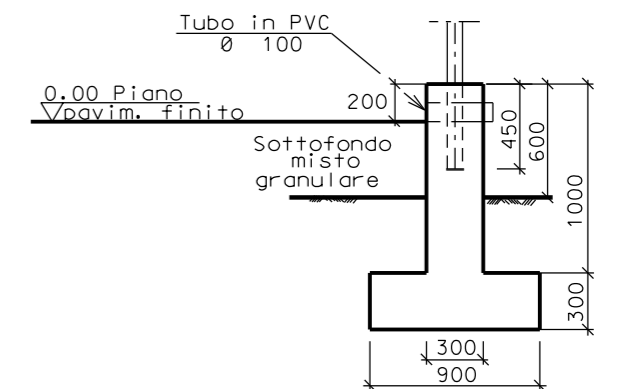 Tubo in PVC
Ø 100
0.00 Piano
pavim. finito
200
Sottofondo
misto
granulare
450
600
1000
300
300
900